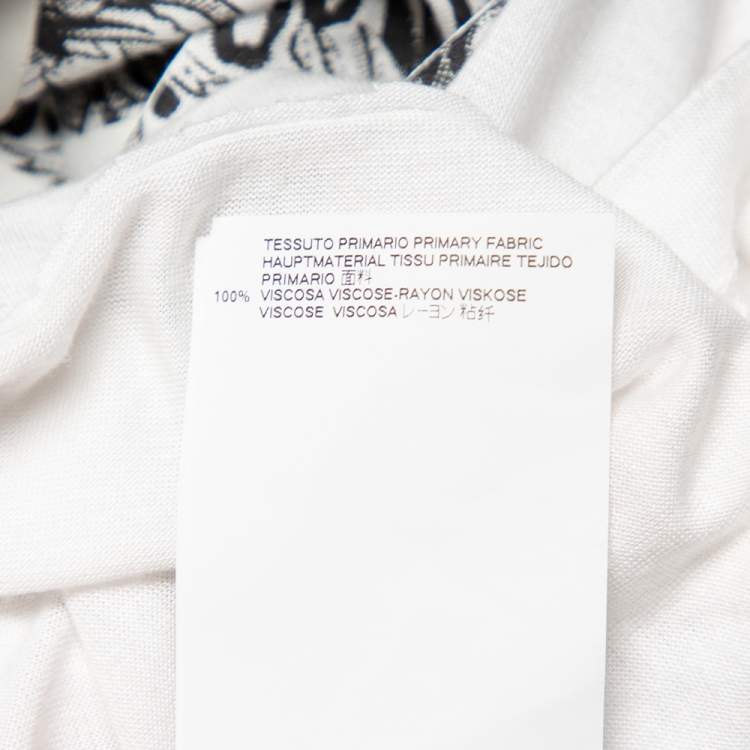 TESSUTO PRIMARIO PRIMARY FABRIC
HAUPTMATERIAL TISSU PRIMAIRE TEJIDO
PRIMARIO 面料
100% VISCOSA VISCOSE-RAYON VISKOSE
VISCOSE VISCOSA レーヨン 粘纤